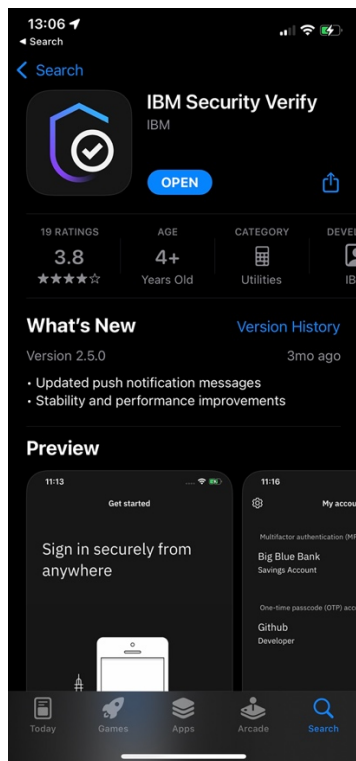 13:06
◀ Search
Search
IBM Security Verify
IBM
OPEN
19 RATINGS
3.8
★★★★☆
AGE
4+
Years Old
CATEGORY
Utilities
DEVEL
IB
What's New
Version History
Version 2.5.0
3mo ago
• Updated push notification messages
• Stability and performance improvements
Preview
11:13
Get started
Sign in securely from
anywhere
11:16
My accou
Multifactor authentication (MF
Big Blue Bank
Savings Account
One-time passcode (OTP) acc
Github
Developer
Today
Games
Apps
Arcade
Search